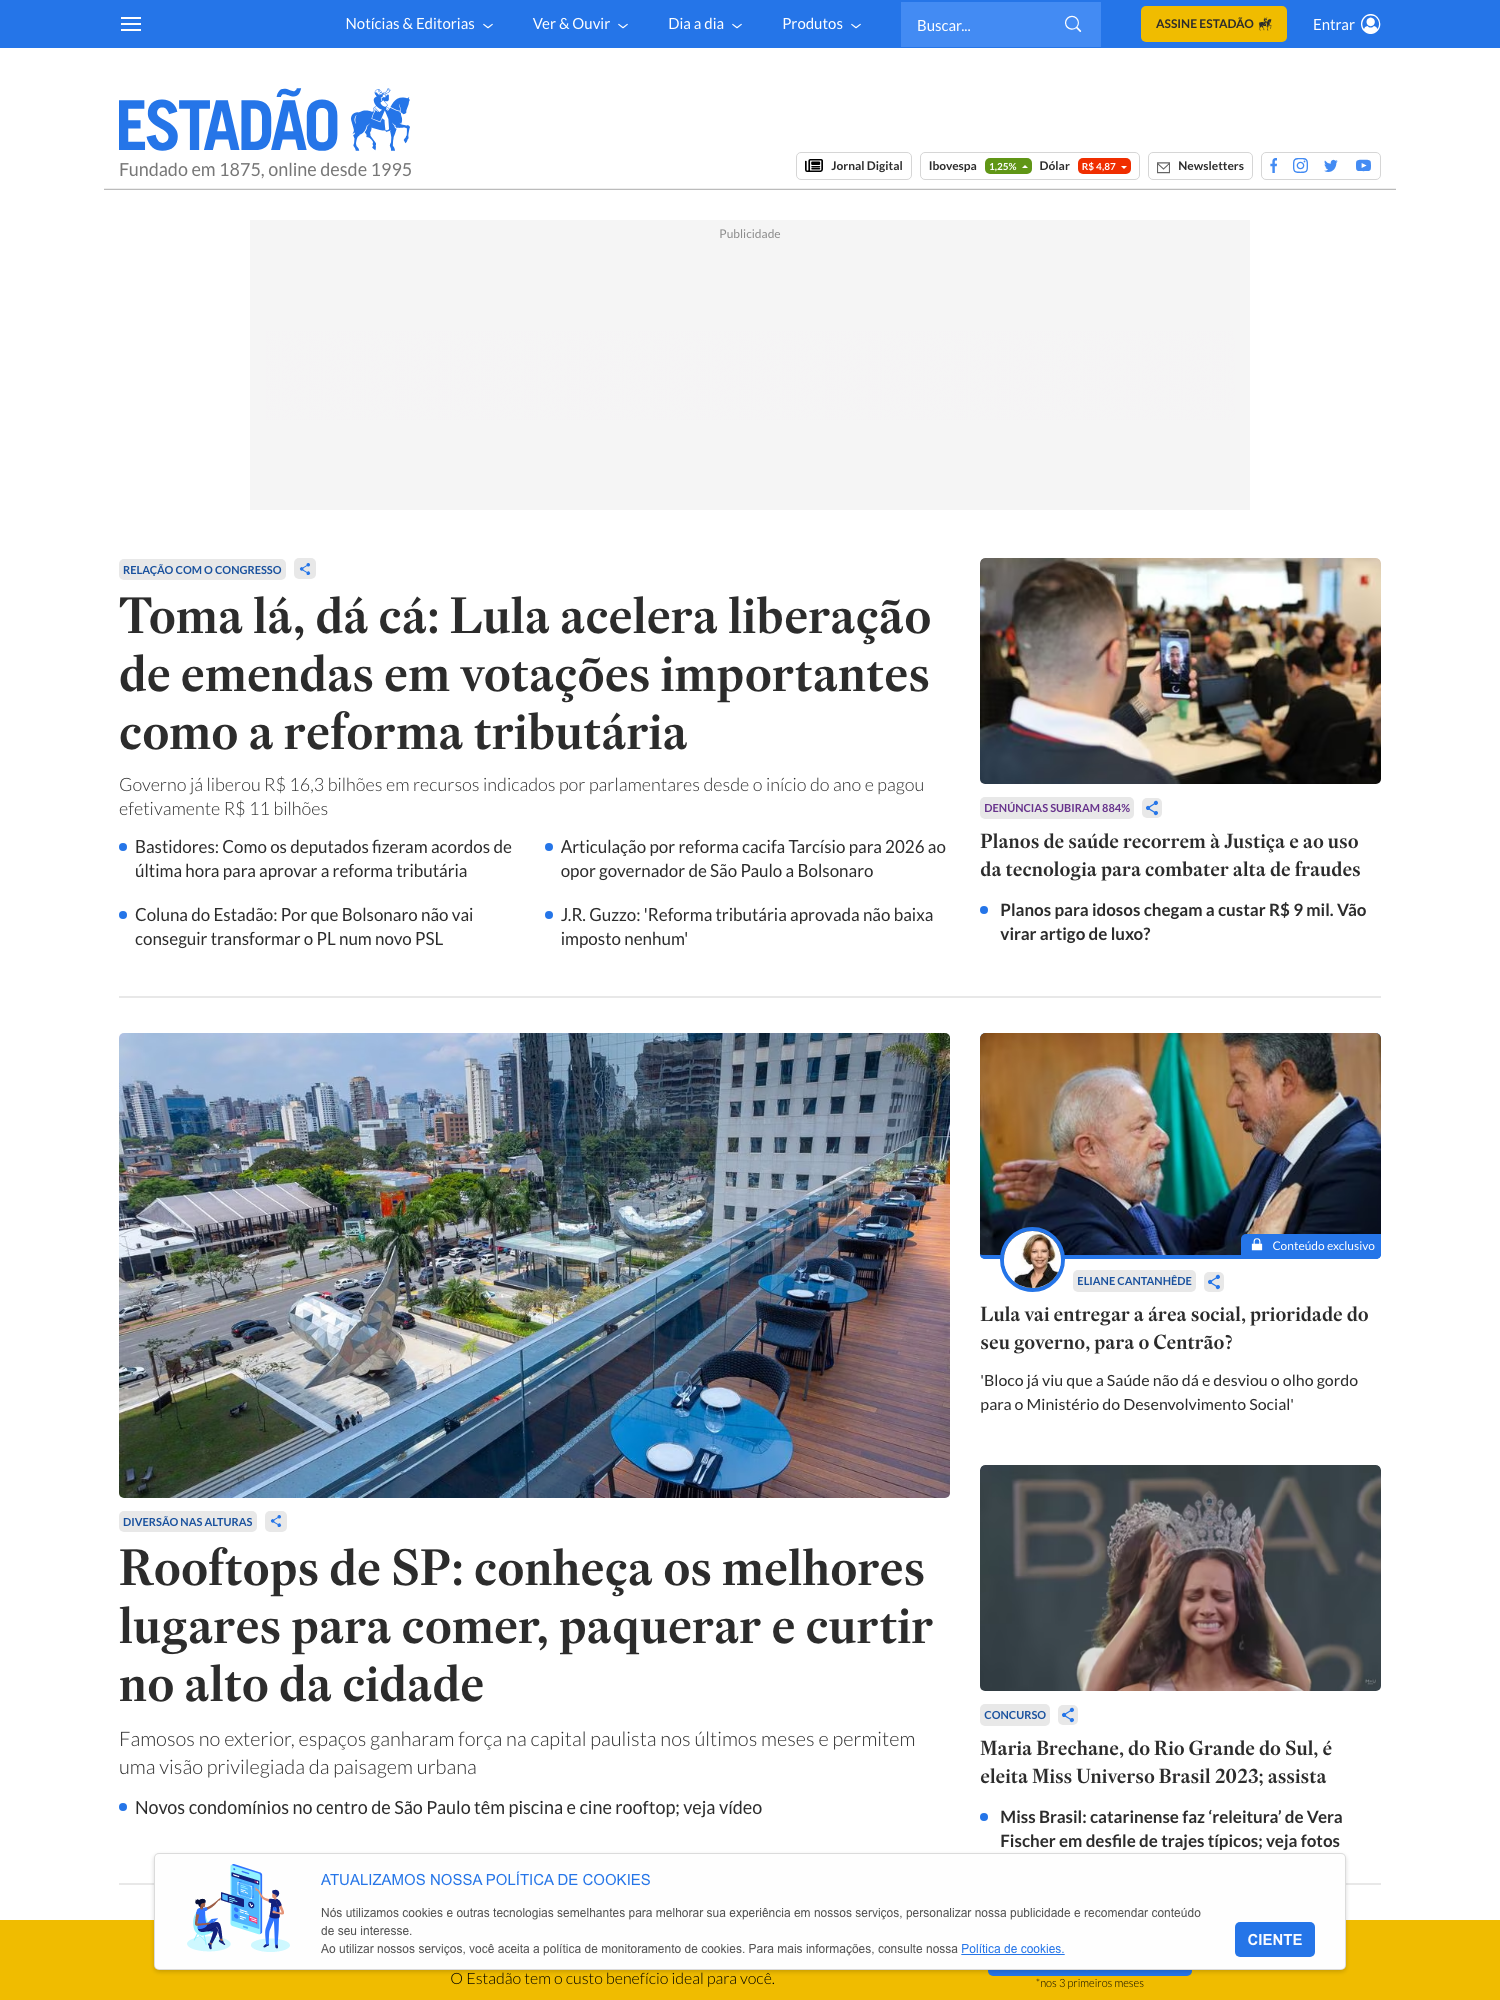 Notícias & Editorias
Ver & Ouvir
Dia a dia
Produtos
Buscar...
ASSINE ESTADÃO
Entrar
ESTADÃO
Fundado em 1875, online desde 1995
Jornal Digital
Ibovespa 1,25% Dólar R$ 4,87
Newsletters
Publicidade
RELAÇÃO COM O CONGRESSO
Toma lá, dá cá: Lula acelera liberação
de emendas em votações importantes
como a reforma tributária
Governo já liberou R$ 16,3 bilhões em recursos indicados por parlamentares desde o início do ano e pagou
efetivamente R$ 11 bilhões
Bastidores: Como os deputados fizeram acordos de
última hora para aprovar a reforma tributária
Articulação por reforma cacifa Tarcísio para 2026 ao
opor governador de São Paulo a Bolsonaro
Coluna do Estadão: Por que Bolsonaro não vai
conseguir transformar o PL num novo PSL
J.R. Guzzo: 'Reforma tributária aprovada não baixa
imposto nenhum'
DENÚNCIAS SUBIRAM 884%
Planos de saúde recorrem à Justiça e ao uso
da tecnologia para combater alta de fraudes
Planos para idosos chegam a custar R$ 9 mil. Vão
virar artigo de luxo?
DIVERSÃO NAS ALTURAS
Rooftops de SP: conheça os melhores
lugares para comer, paquerar e curtir
no alto da cidade
Famosos no exterior, espaços ganharam força na capital paulista nos últimos meses e permitem
uma visão privilegiada da paisagem urbana
Novos condomínios no centro de São Paulo têm piscina e cine rooftop; veja vídeo
Conteúdo exclusivo
ELIANE CANTANHÊDE
Lula vai entregar a área social, prioridade do
seu governo, para o Centrão?
'Bloco já viu que a Saúde não dá e desviou o olho gordo
para o Ministério do Desenvolvimento Social'
BRAS
CONCURSO
Maria Brechane, do Rio Grande do Sul, é
eleita Miss Universo Brasil 2023; assista
Miss Brasil: catarinense faz ‘releitura’ de Vera
Fischer em desfile de trajes típicos; veja fotos
ATUALIZAMOS NOSSA POLÍTICA DE COOKIES
Nós utilizamos cookies e outras tecnologias semelhantes para melhorar sua experiência em nossos serviços, personalizar nossa publicidade e recomendar conteúdo
de seu interesse.
Ao utilizar nossos serviços, você aceita a política de monitoramento de cookies. Para mais informações, consulte nossa Política de cookies.
CIENTE
O Estadão tem o custo benefício ideal para você.
*nos 3 primeiros meses